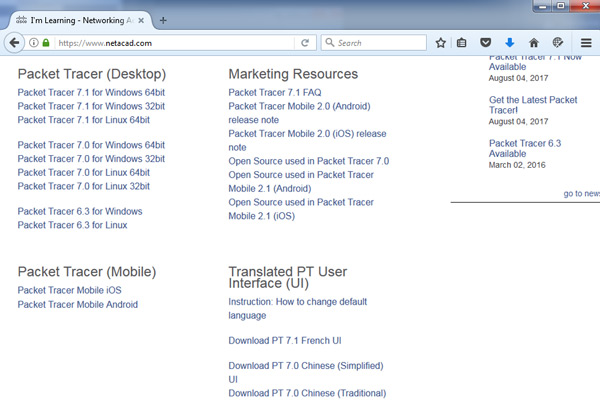 I'm Learning - Networking Ac
https://www.netacad.com
Search
Packet Tracer (Desktop)
Packet Tracer 7.1 for Windows 64bit
Packet Tracer 7.1 for Windows 32bit
Packet Tracer 7.1 for Linux 64bit
Packet Tracer 7.0 for Windows 64bit
Packet Tracer 7.0 for Windows 32bit
Packet Tracer 7.0 for Linux 64bit
Packet Tracer 7.0 for Linux 32bit
Packet Tracer 6.3 for Windows
Packet Tracer 6.3 for Linux
Packet Tracer (Mobile)
Packet Tracer Mobile iOS
Packet Tracer Mobile Android
Marketing Resources
Packet Tracer 7.1 FAQ
Packet Tracer Mobile 2.0 (Android)
release note
Packet Tracer Mobile 2.0 (iOS) release
note
Open Source used in Packet Tracer 7.0
Open Source used in Packet Tracer
Mobile 2.1 (Android)
Open Source used in Packet Tracer
Mobile 2.1 (iOS)
Translated PT User
Interface (UI)
Instruction: How to change default
language
Download PT 7.1 French UI
Download PT 7.0 Chinese (Simplified)
UI
Download PT 7.0 Chinese (Traditional)
Packet Tracer 7.1 Now
Available
August 04, 2017
Get the Latest Packet
Tracer!
August 04, 2017
Packet Tracer 6.3
Available
March 02, 2016
go to news